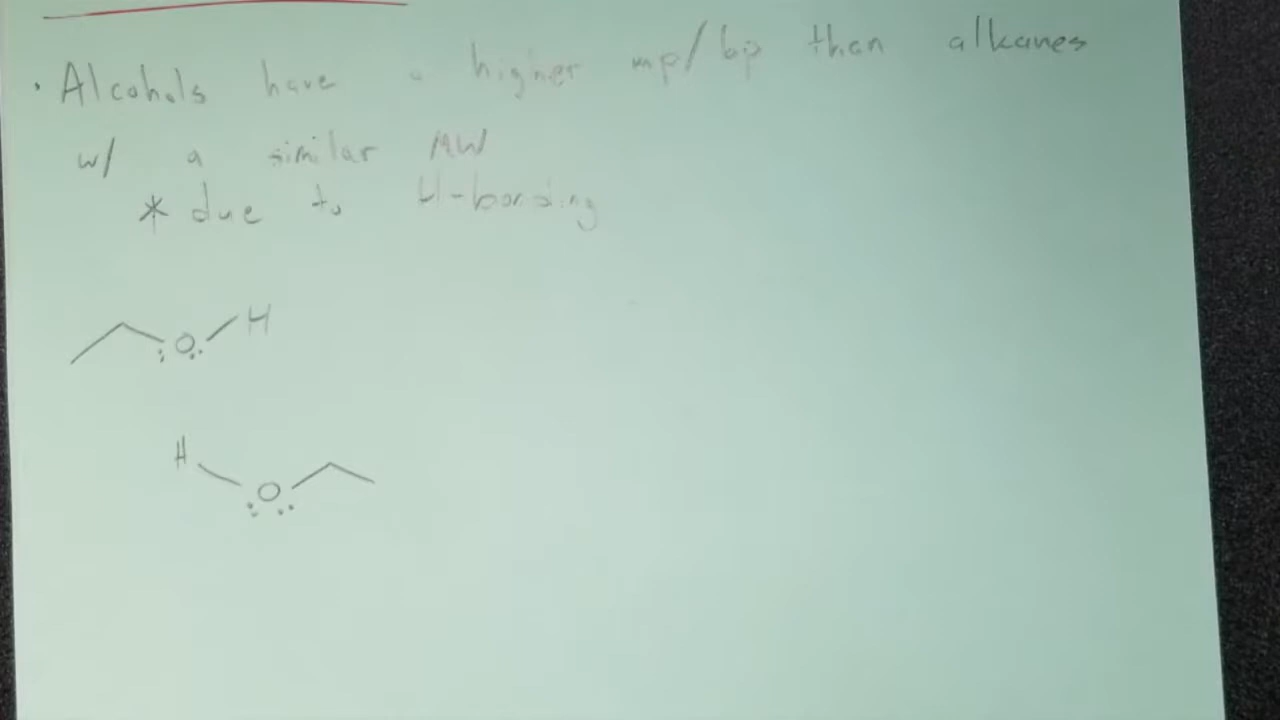 • Alcohols have a higher mp/bp than alkanes
w/ a similar MW
* due to H-bonding
O H
H
O